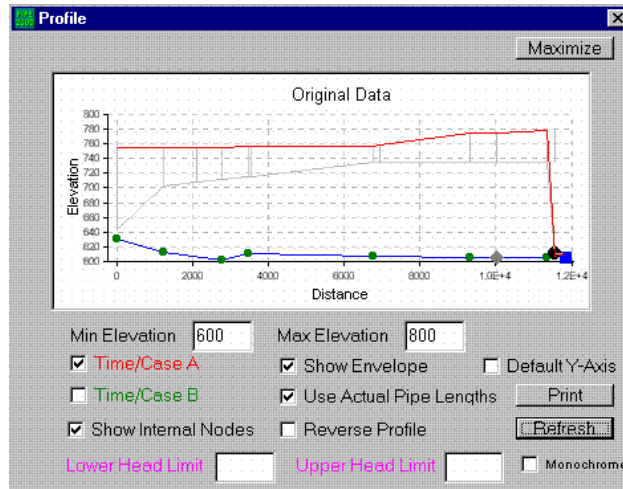 PIPE
2000
Profile
Maximize
Original Data
Elevation
800
780
760
740
720
700
680
660
640
620
600
0
2000
4000
6000
8000
1.0E+4
1.2E+4
Distance
Min Elevation 600 Max Elevation 800
Time/Case A Show Envelope Default Y-Axis
Time/Case B Use Actual Pipe Lengths Print
Show Internal Nodes Reverse Profile Refresh
Lower Head Limit Upper Head Limit Monochrome